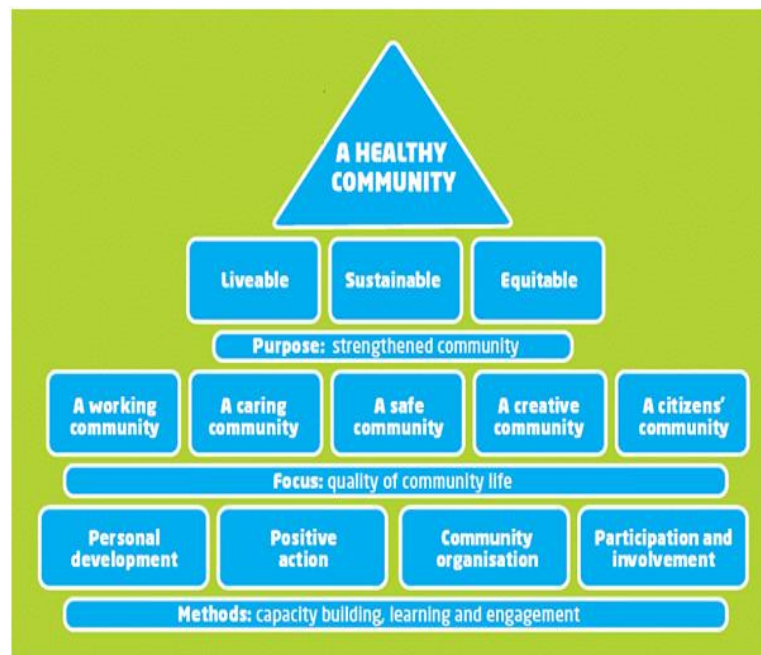 A HEALTHY
COMMUNITY
Liveable
Sustainable
Equitable
Purpose: strengthened community
A working
community
A caring
community
A safe
community
A creative
community
A citizens’
community
Focus: quality of community life
Personal
development
Positive
action
Community
organisation
Participation and
involvement
Methods: capacity building, learning and engagement